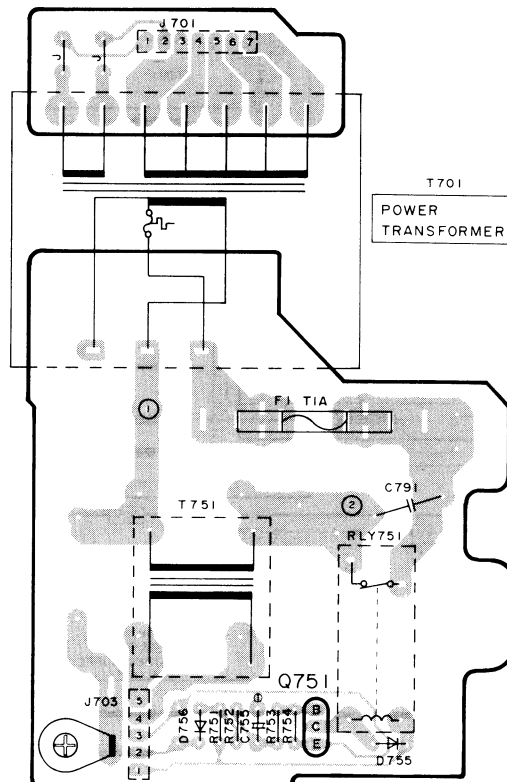 J701
1 2 3 4 5 6 7
J J
T701
POWER
TRANSFORMER
F1 T1A
1
2
C791
T751
RLY751
Q751
J703
5
4
3
2
1
D756
R751
R752
C755
R753
R754
B
C
E
D755